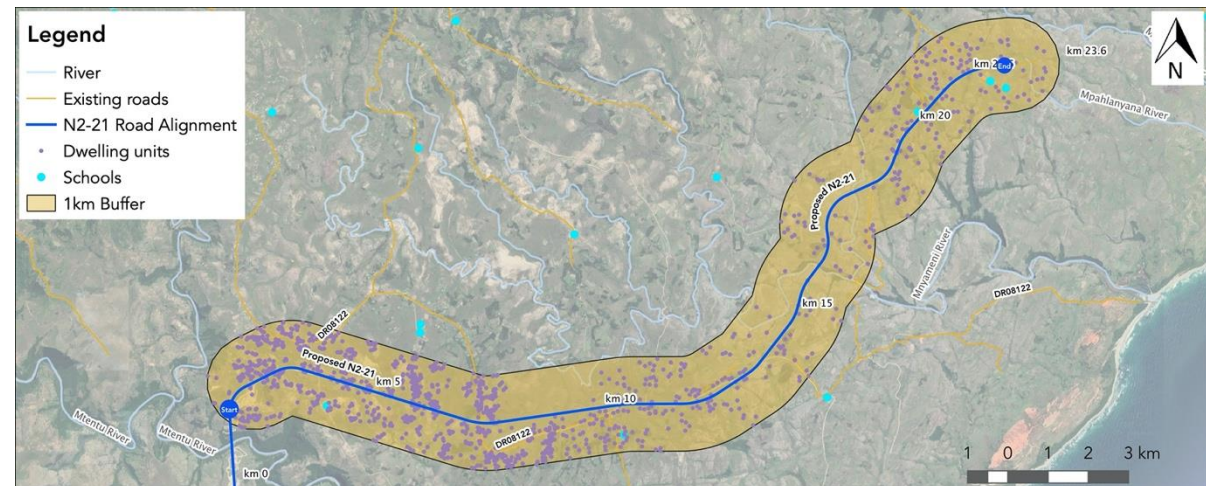 Legend
River
Existing roads
N2-21 Road Alignment
Dwelling units
Schools
1km Buffer
N
km 23.6
End
Mpahlanyana River
km 20
Proposed N2-21
Mnyameni River
DR08122
km 15
DR08122
Proposed N2-21
km 5
km 10
Start
DR08122
Mtentu River
Mtentu River
km 0
1 0 1 2 3 km